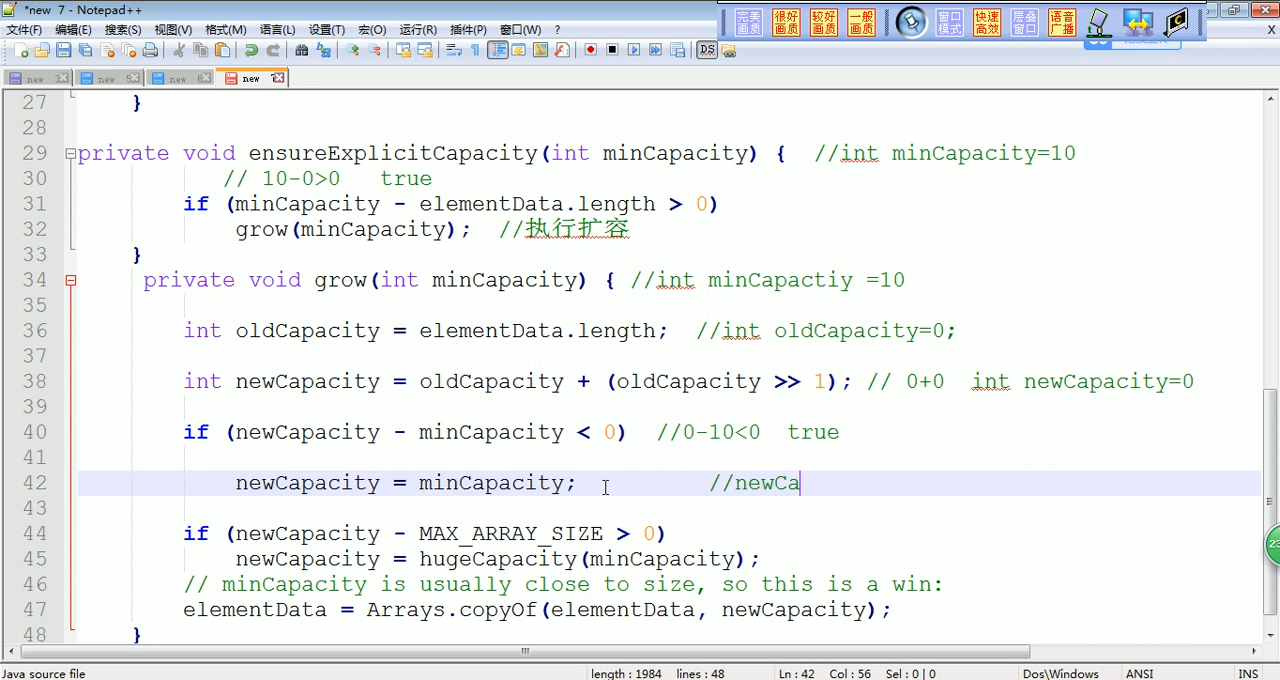 *new  7 - Notepad++
完美画质 很好画质 较好画质 一般画质 窗口模式 快速高效 层叠窗口 语音广播
文件(F) 编辑(E) 搜索(S) 视图(V) 格式(M) 语言(L) 设置(T) 宏(O) 运行(R) 插件(P) 窗口(W) ? X
new 3 new 5 new 6 new 7
27 }
28
29 private void ensureExplicitCapacity(int minCapacity) {  //int minCapacity=10
30 // 10-0>0   true
31 if (minCapacity - elementData.length > 0)
32 grow(minCapacity);  //执行扩容
33 }
34 private void grow(int minCapacity) { //int minCapactiy =10
35
36 int oldCapacity = elementData.length;  //int oldCapacity=0;
37
38 int newCapacity = oldCapacity + (oldCapacity >> 1); // 0+0  int newCapacity=0
39
40 if (newCapacity - minCapacity < 0)  //0-10<0  true
41
42 newCapacity = minCapacity;          //newCa
43
44 if (newCapacity - MAX_ARRAY_SIZE > 0)
45 newCapacity = hugeCapacity(minCapacity);
46 // minCapacity is usually close to size, so this is a win:
47 elementData = Arrays.copyOf(elementData, newCapacity);
48 }
Java source file length : 1984 lines : 48 Ln : 42 Col : 56 Sel : 0 | 0 Dos\Windows ANSI INS